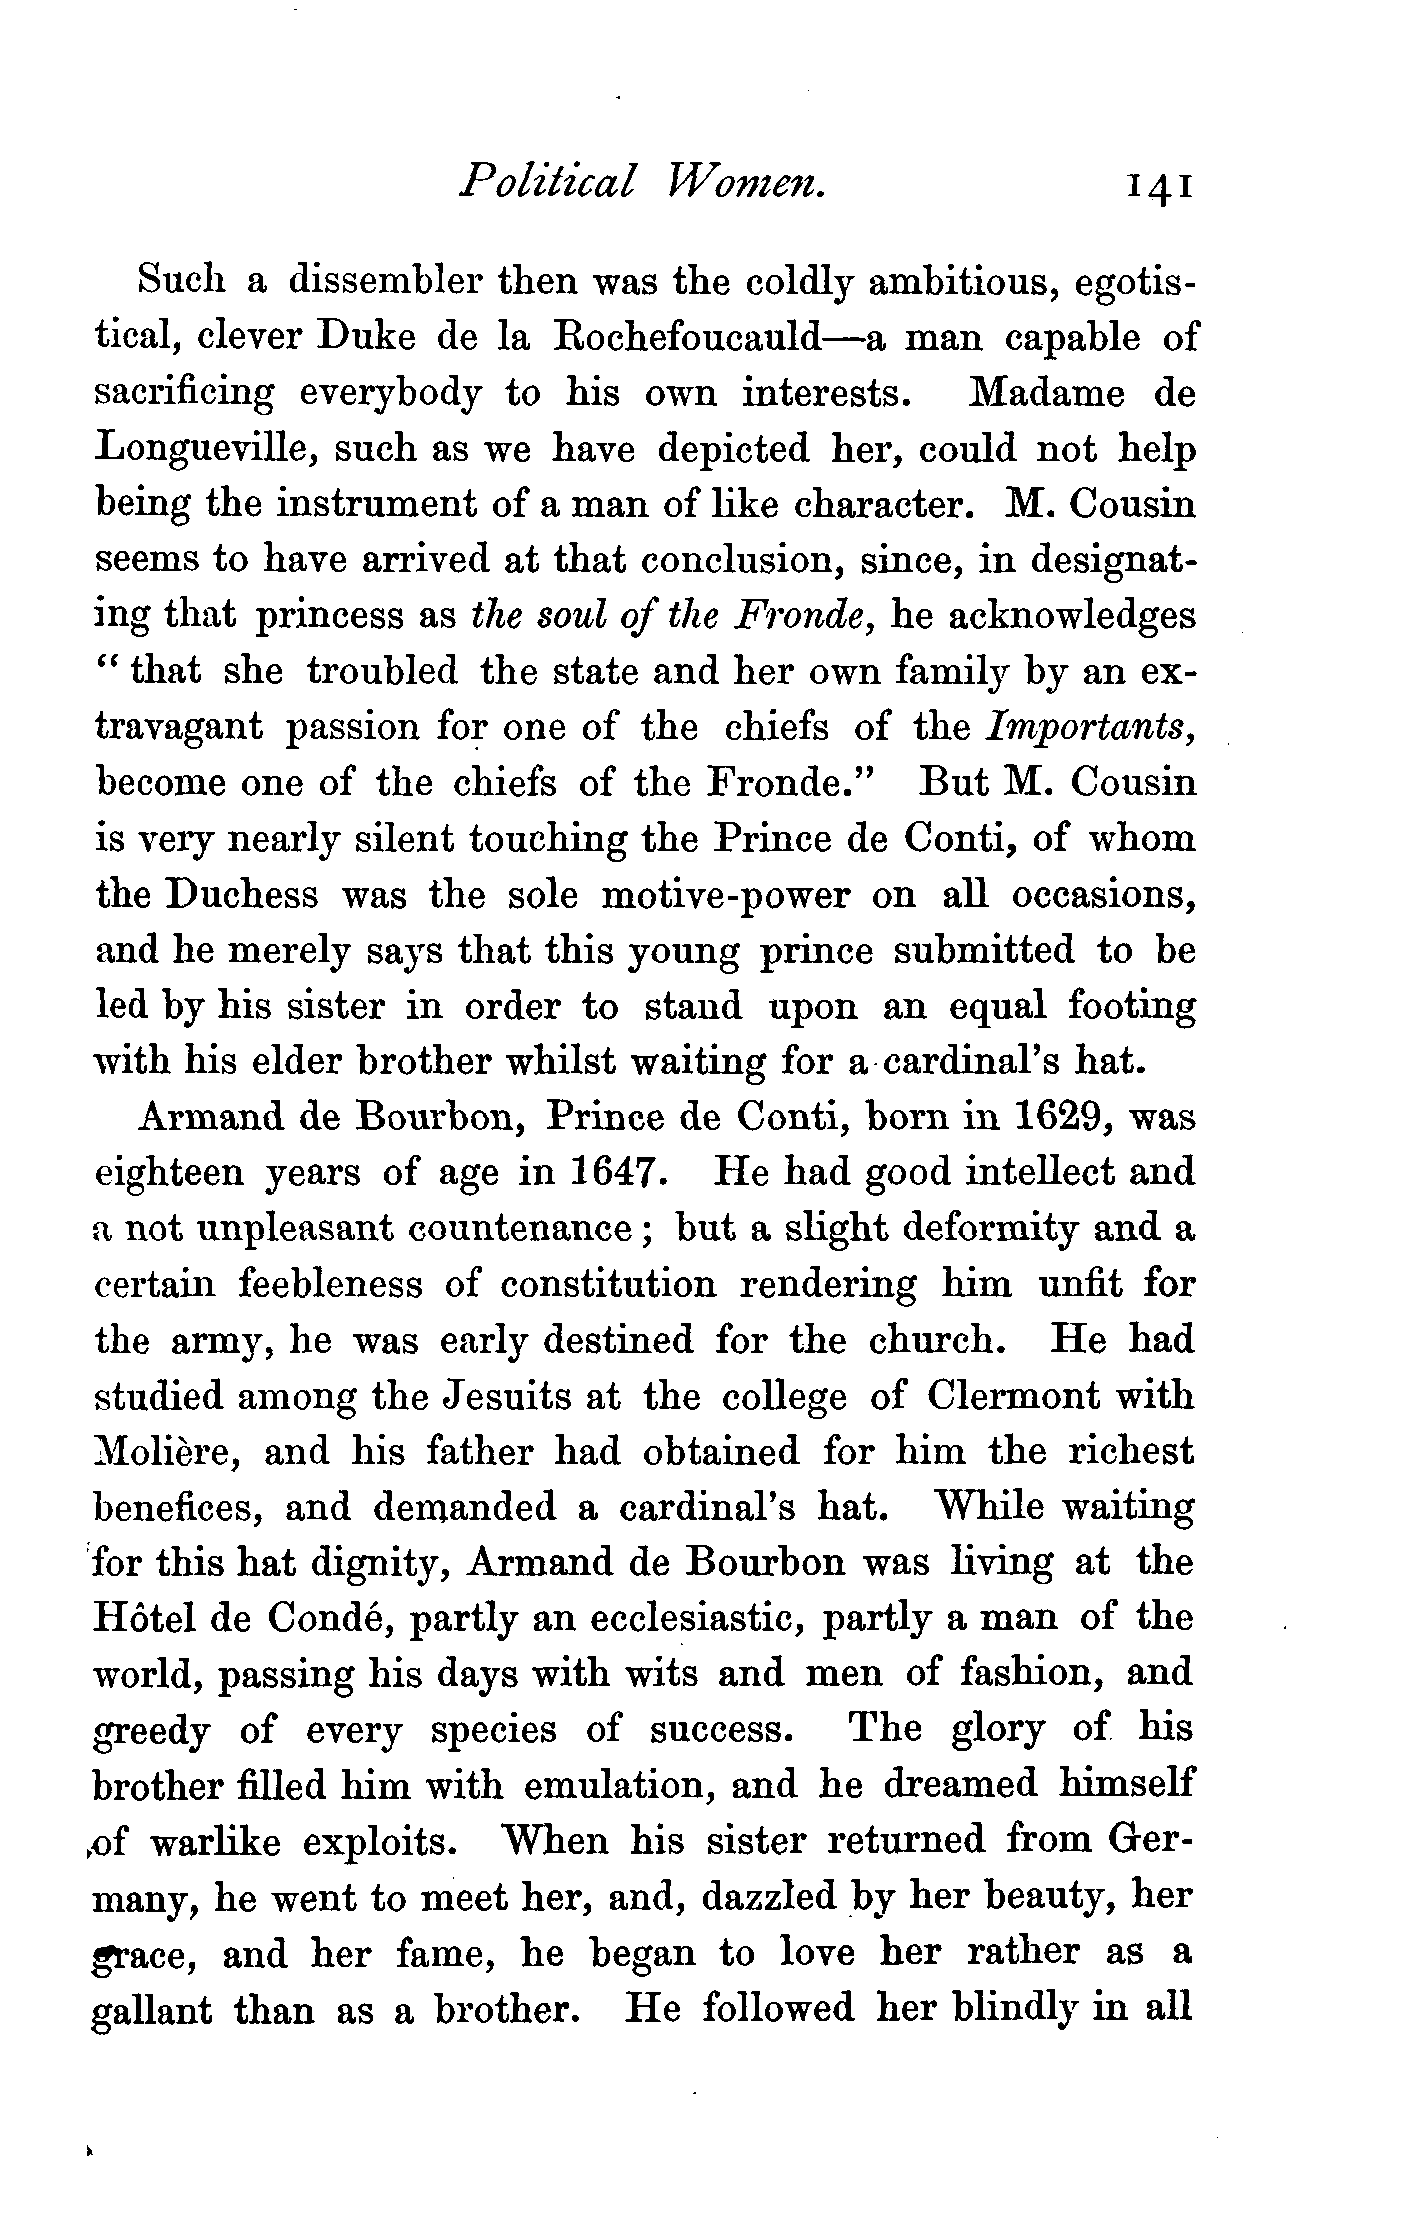 Political Women. 141
Such a dissembler then was the coldly ambitious, egotis-
tical, clever Duke de la Rochefoucauld—a man capable of
sacrificing everybody to his own interests. Madame de
Longueville, such as we have depicted her, could not help
being the instrument of a man of like character. M. Cousin
seems to have arrived at that conclusion, since, in designat-
ing that princess as the soul of the Fronde, he acknowledges
“ that she troubled the state and her own family by an ex-
travagant passion for one of the chiefs of the Importants,
become one of the chiefs of the Fronde.” But M. Cousin
is very nearly silent touching the Prince de Conti, of whom
the Duchess was the sole motive-power on all occasions,
and he merely says that this young prince submitted to be
led by his sister in order to stand upon an equal footing
with his elder brother whilst waiting for a cardinal’s hat.
Armand de Bourbon, Prince de Conti, born in 1629, was
eighteen years of age in 1647. He had good intellect and
a not unpleasant countenance ; but a slight deformity and a
certain feebleness of constitution rendering him unfit for
the army, he was early destined for the church. He had
studied among the Jesuits at the college of Clermont with
Molière, and his father had obtained for him the richest
benefices, and demanded a cardinal’s hat. While waiting
for this hat dignity, Armand de Bourbon was living at the
Hôtel de Condé, partly an ecclesiastic, partly a man of the
world, passing his days with wits and men of fashion, and
greedy of every species of success. The glory of his
brother filled him with emulation, and he dreamed himself
of warlike exploits. When his sister returned from Ger-
many, he went to meet her, and, dazzled by her beauty, her
grace, and her fame, he began to love her rather as a
gallant than as a brother. He followed her blindly in all